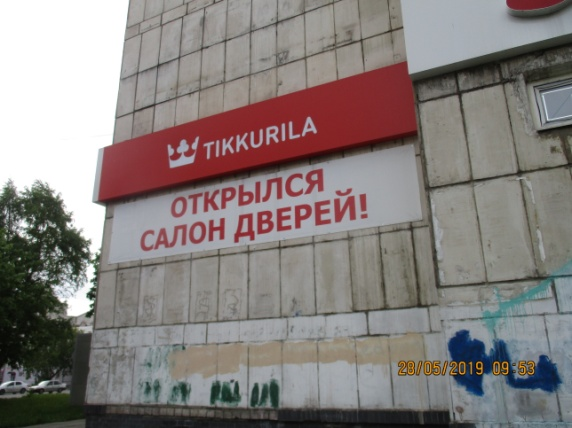 TIKKURILA
ОТКРЫЛСЯ
САЛОН ДВЕРЕЙ!
28/05/2019 09:53